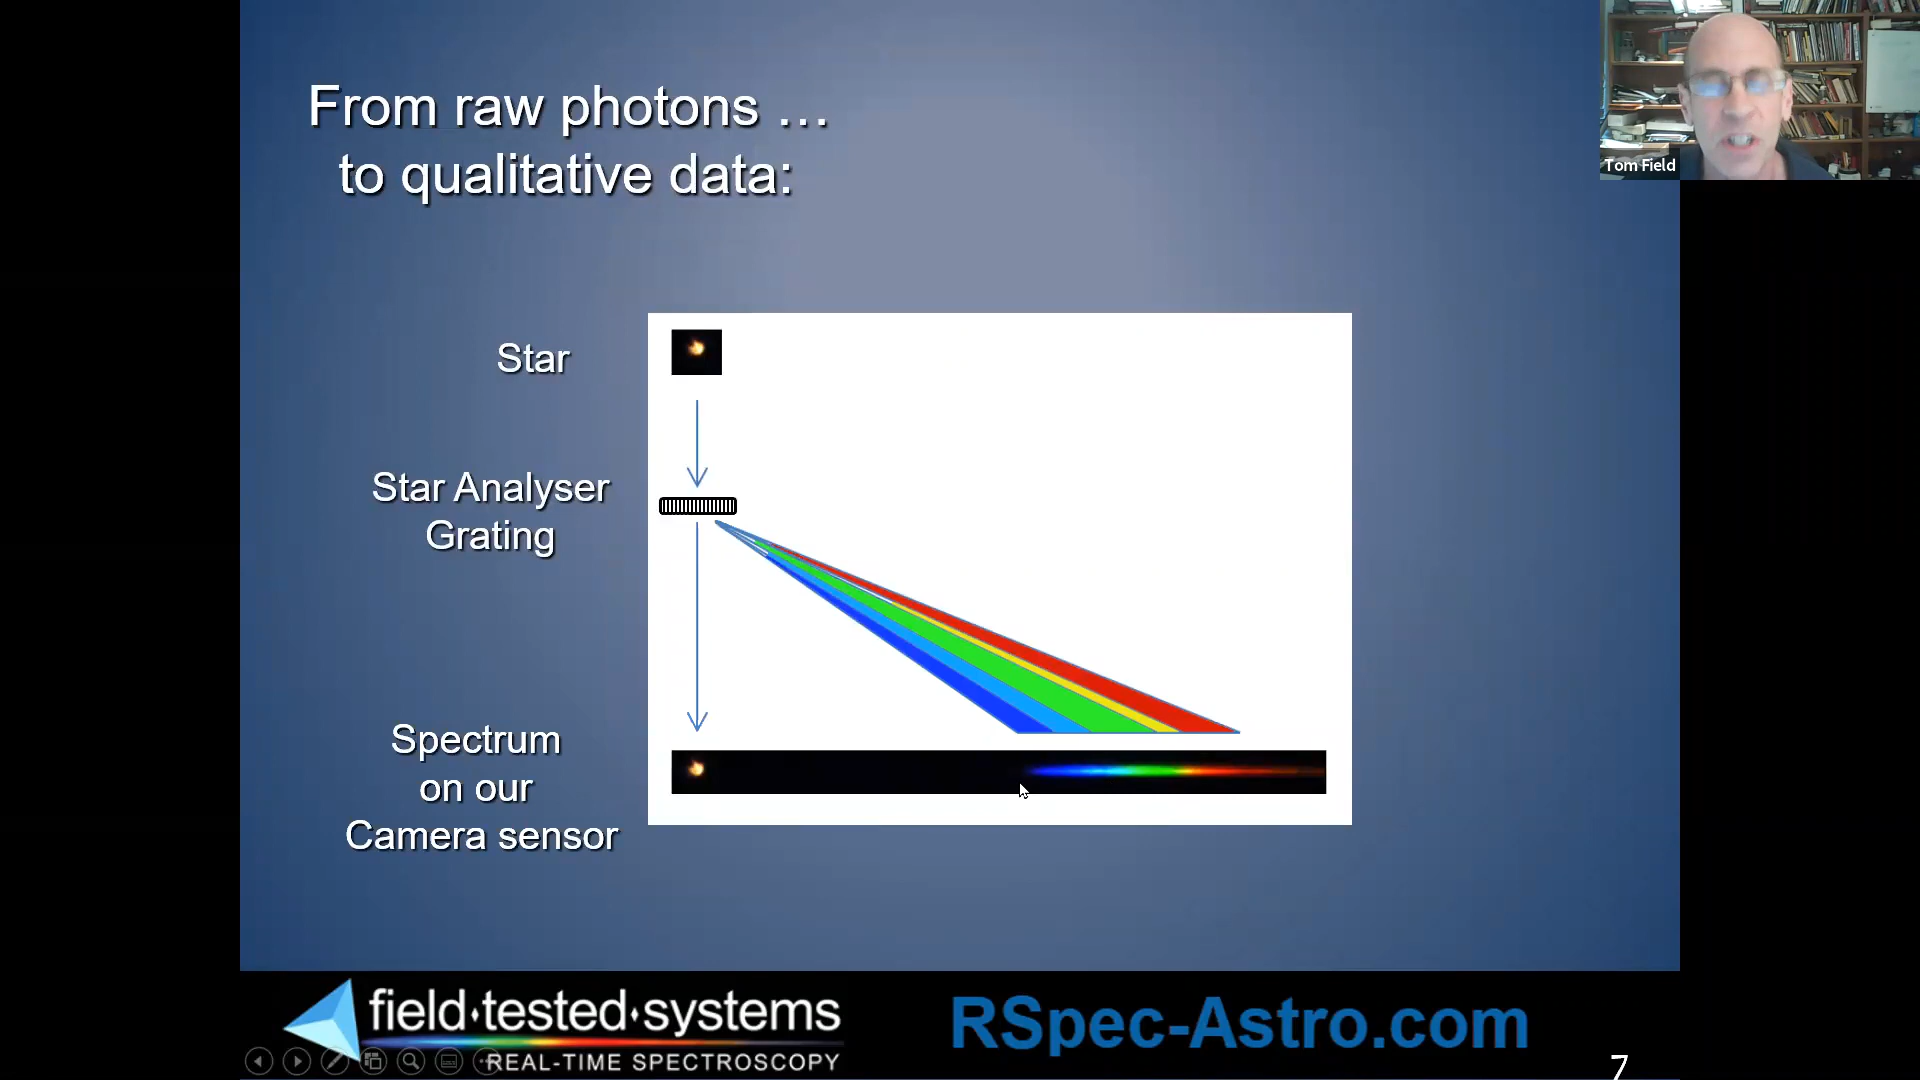 From raw photons …
to qualitative data:
Tom Field
Star
Star Analyser
Grating
Spectrum
on our
Camera sensor
field·tested·systems
REAL-TIME SPECTROSCOPY
RSpec-Astro.com
7